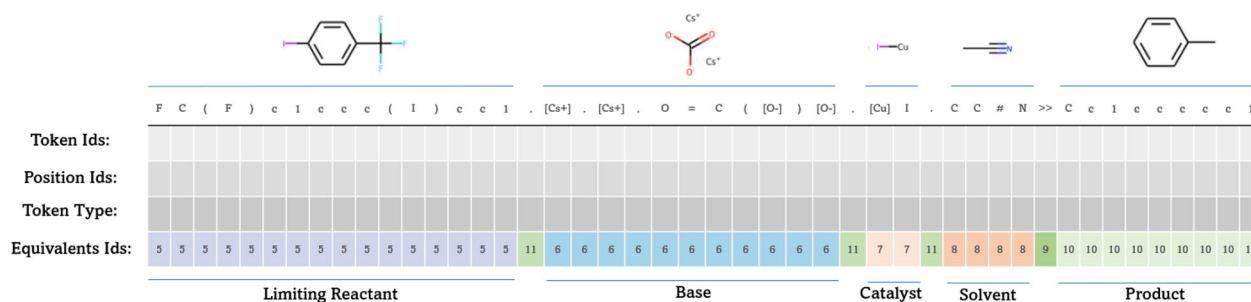 Cs⁺
F
I F
F
O⁻ O
Cs⁺
O⁻
I Cu
N
F C ( F ) c 1 c c c ( I ) c c 1 . [Cs+] . [Cs+] . O = C ( [O-] ) [O-] . [Cu] I . C C # N >> C c 1 c c c c c 1
Token Ids:
Position Ids:
Token Type:
Equivalents Ids: 5 5 5 5 5 5 5 5 5 5 5 5 5 5 5 5 11 6 6 6 6 6 6 6 6 6 6 6 11 7 7 11 8 8 8 8 9 10 10 10 10 10 10 10 10 1
Limiting Reactant Base Catalyst Solvent Product